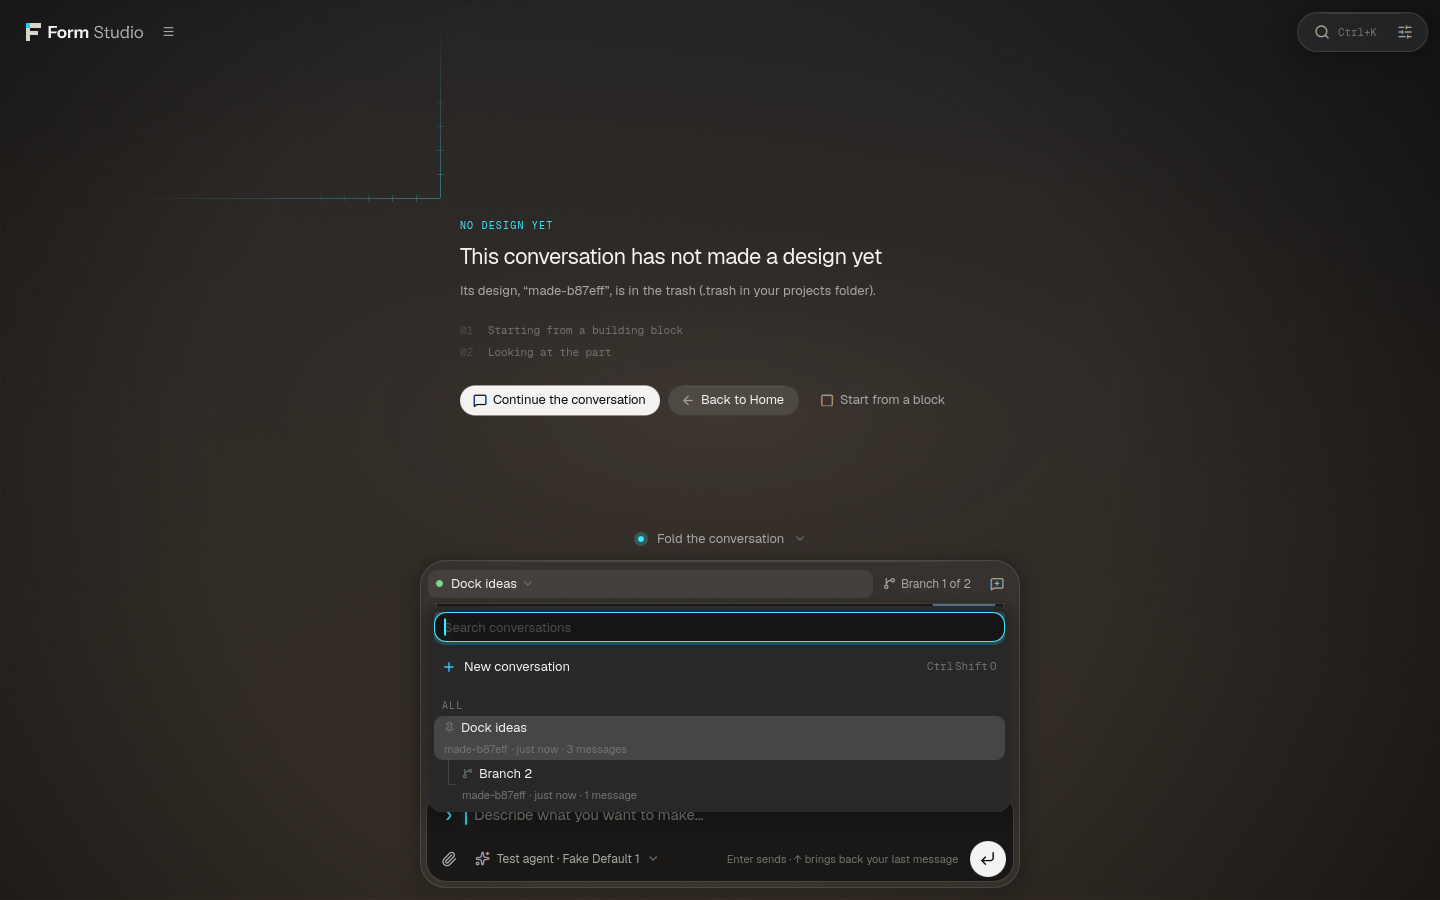 Form Studio
Ctrl+K
NO DESIGN YET
This conversation has not made a design yet
Its design, “made-b87eff”, is in the trash (.trash in your projects folder).
01 Starting from a building block
02 Looking at the part
Continue the conversation
Back to Home
Start from a block
Fold the conversation
Dock ideas
Branch 1 of 2
Search conversations
New conversation
Ctrl Shift O
ALL
Dock ideas
made-b87eff · just now · 3 messages
Branch 2
made-b87eff · just now · 1 message
Describe what you want to make...
Test agent · Fake Default 1
Enter sends · ↑ brings back your last message